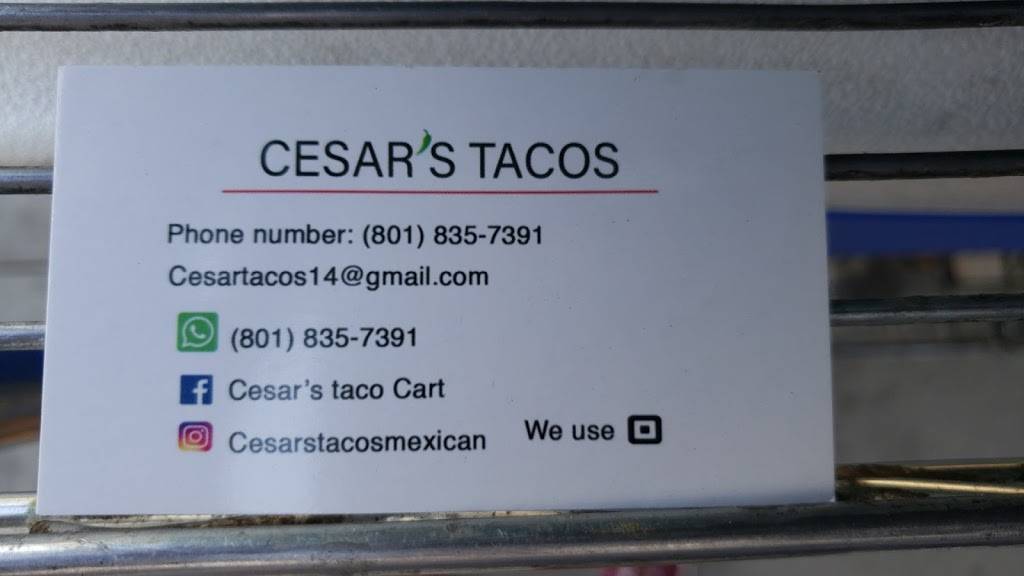 CESAR'S TACOS
Phone number: (801) 835-7391
Cesartacos14@gmail.com
(801) 835-7391
Cesar's taco Cart
Cesarstacosmexican
We use